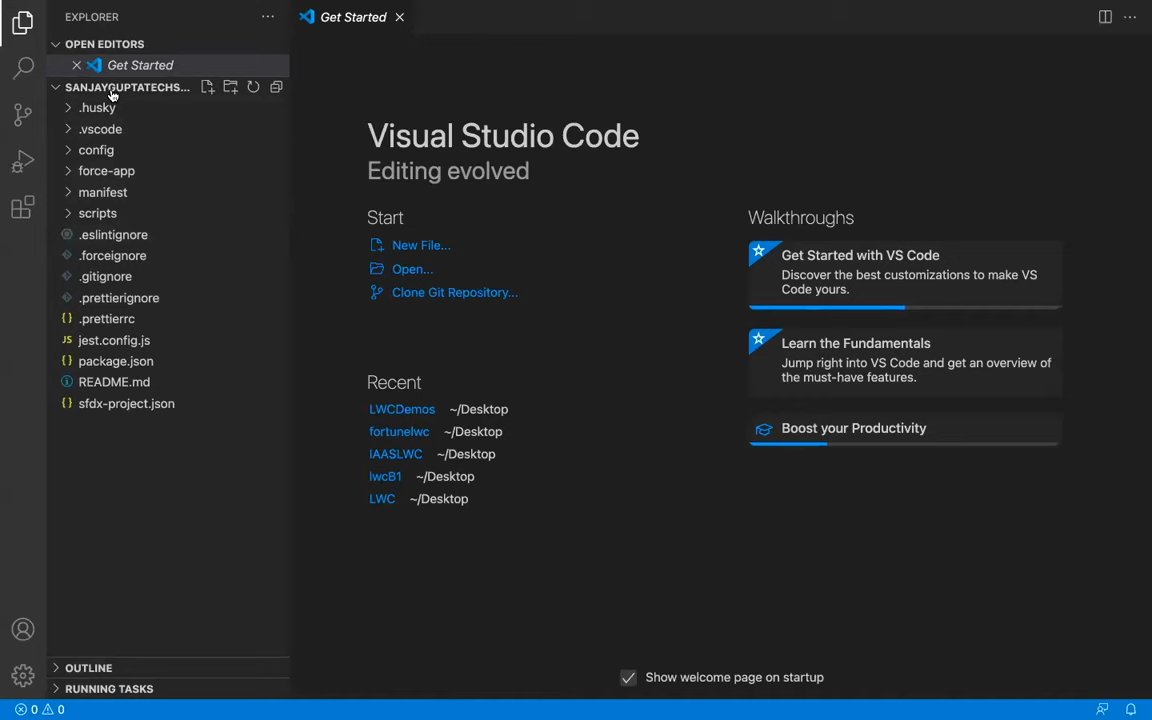 EXPLORER
OPEN EDITORS
Get Started
SANJAYGUPTATECHS...
.husky
.vscode
config
force-app
manifest
scripts
.eslintignore
.forceignore
.gitignore
.prettierignore
{} .prettierrc
JS jest.config.js
{} package.json
README.md
{} sfdx-project.json
OUTLINE
RUNNING TASKS
Get Started
Visual Studio Code
Editing evolved
Start
New File...
Open...
Clone Git Repository...
Recent
LWCDemos ~/Desktop
fortunelwc ~/Desktop
IAASLWC ~/Desktop
lwcB1 ~/Desktop
LWC ~/Desktop
Walkthroughs
Get Started with VS Code
Discover the best customizations to make VS
Code yours.
Learn the Fundamentals
Jump right into VS Code and get an overview of
the must-have features.
Boost your Productivity
Show welcome page on startup
0 0